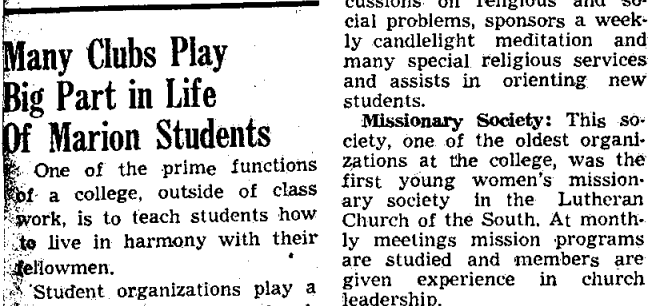 Many Clubs Play
Big Part in Life
Of Marion Students
One of the prime functions
of a college, outside of class
work, is to teach students how
to live in harmony with their
fellowmen.
Student organizations play a
cussions on religious and so-
cial problems, sponsors a week-
ly candlelight meditation and
many special religious services
and assists in orienting new
students.
Missionary Society: This so-
ciety, one of the oldest organi-
zations at the college, was the
first young women's mission-
ary society in the Lutheran
Church of the South. At month-
ly meetings mission programs
are studied and members are
given experience in church
leadership.